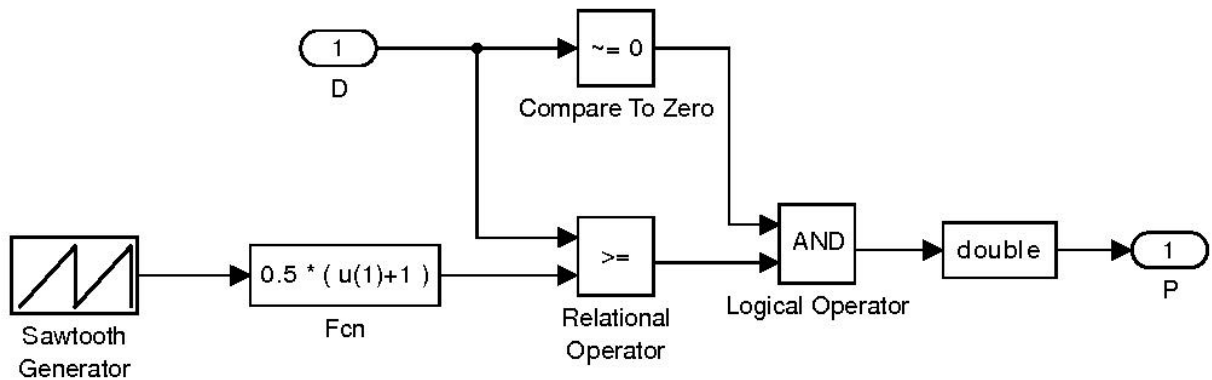 1
D
~= 0
Compare To Zero
Sawtooth
Generator
0.5 * ( u(1)+1 )
Fcn
>=
Relational
Operator
AND
Logical Operator
double
1
P